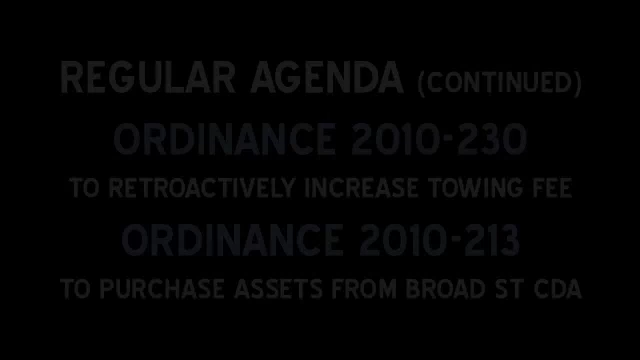 REGULAR AGENDA (CONTINUED)
ORDINANCE 2010-230
TO RETROACTIVELY INCREASE TOWING FEE
ORDINANCE 2010-213
TO PURCHASE ASSETS FROM BROAD ST CDA